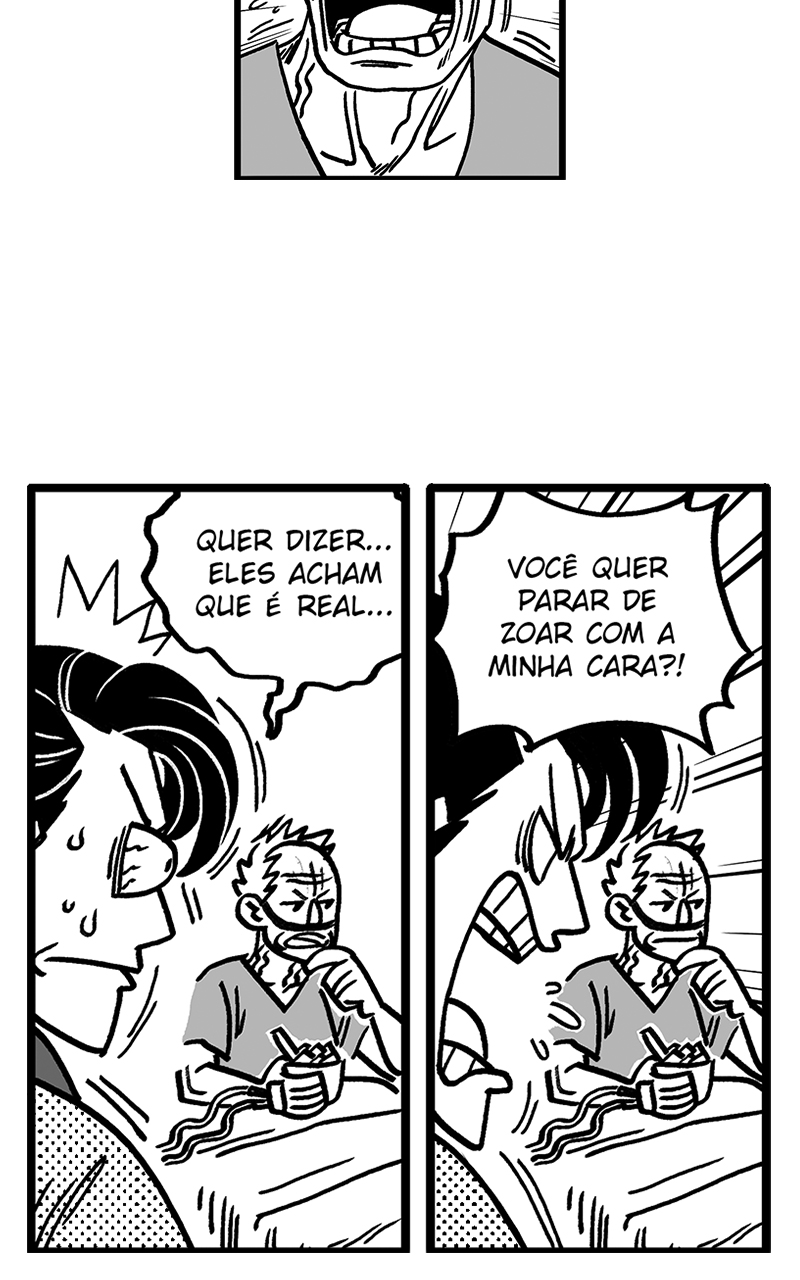 QUER DIZER...
ELES ACHAM
QUE É REAL...
VOCÊ QUER
PARAR DE
ZOAR COM A
MINHA CARA?!